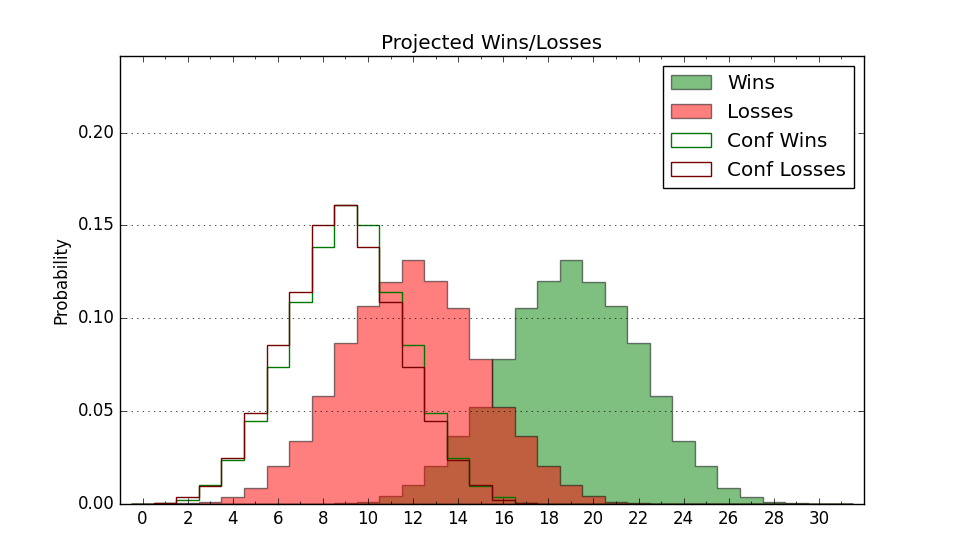 Projected Wins/Losses
Wins
Losses
Conf Wins
Conf Losses
Probability
0.20
0.15
0.10
0.05
0.00
0 2 4 6 8 10 12 14 16 18 20 22 24 26 28 30